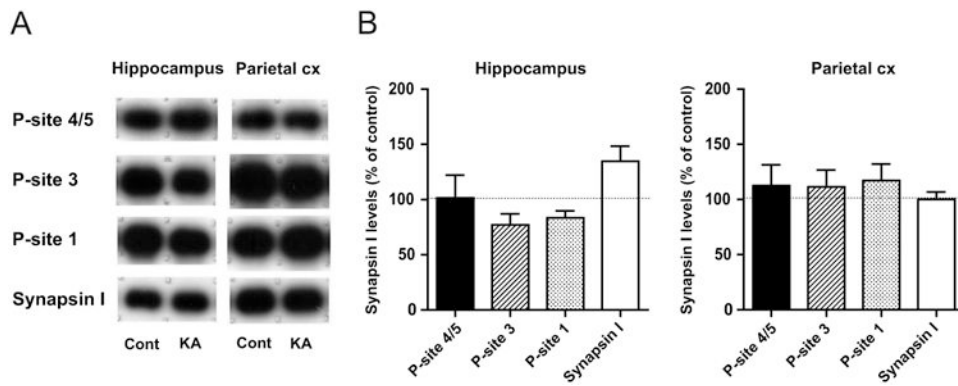 A
Hippocampus Parietal cx
P-site 4/5
P-site 3
P-site 1
Synapsin I
Cont KA Cont KA
B
Hippocampus
Synapsin I levels (% of control)
200
150
100
50
0
P-site 4/5
P-site 3
P-site 1
Synapsin I
Parietal cx
Synapsin I levels (% of control)
200
150
100
50
0
P-site 4/5
P-site 3
P-site 1
Synapsin I